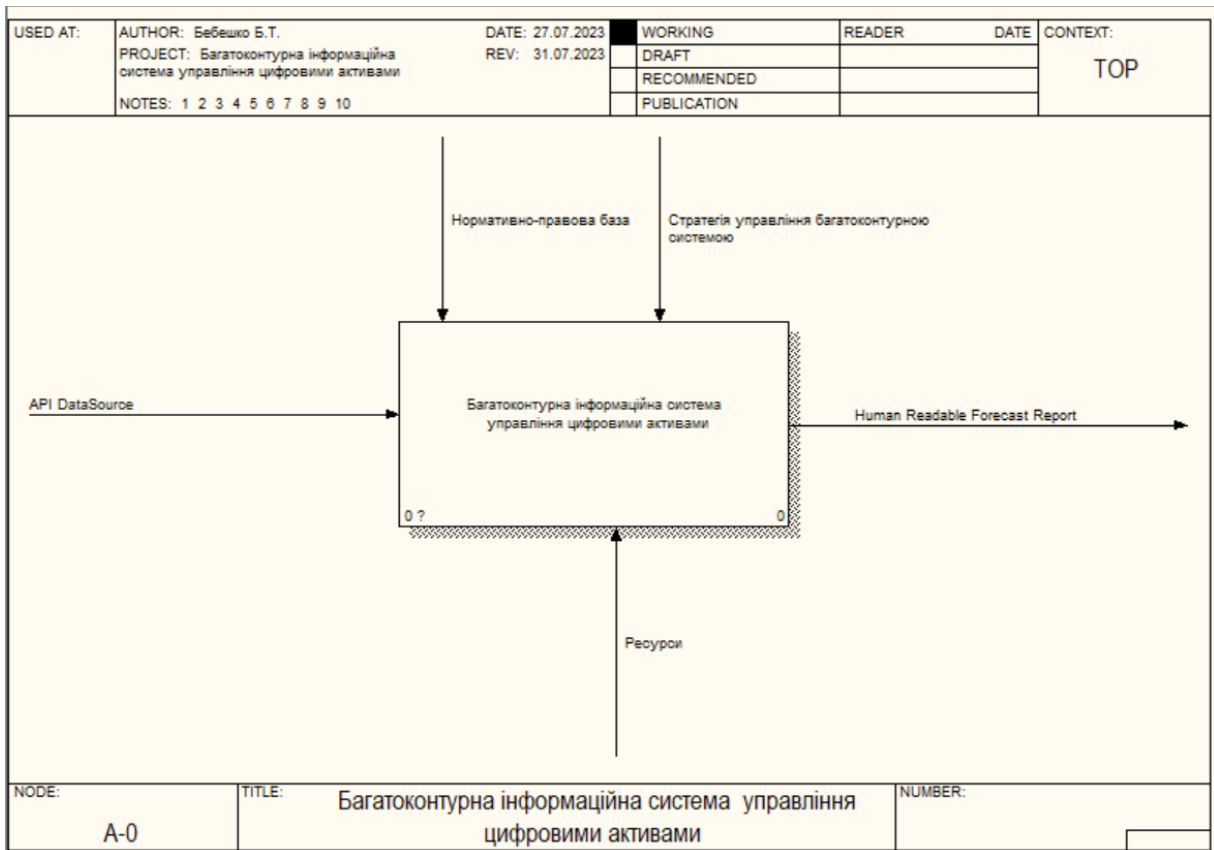 USED AT:
AUTHOR: Бебешко Б.Т.
DATE: 27.07.2023
PROJECT: Багатоконтурна інформаційна
система управління цифровими активами
REV: 31.07.2023
NOTES: 1 2 3 4 5 6 7 8 9 10
WORKING
DRAFT
RECOMMENDED
PUBLICATION
READER DATE
CONTEXT:
TOP
Нормативно-правова база
Стратегія управління багатоконтурною
системою
API DataSource
Багатоконтурна інформаційна система
управління цифровими активами
0 ?
0
Human Readable Forecast Report
Ресурси
NODE:
A-0
TITLE:
Багатоконтурна інформаційна система управління
цифровими активами
NUMBER: